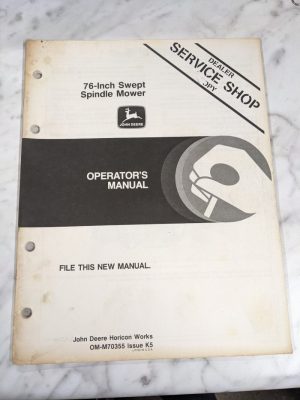 DEALER
SERVICE SHOP
JPY
76-Inch Swept
Spindle Mower
JOHN DEERE
OPERATOR'S
MANUAL
FILE THIS NEW MANUAL.
John Deere Horicon Works
OM-M70355 Issue K5